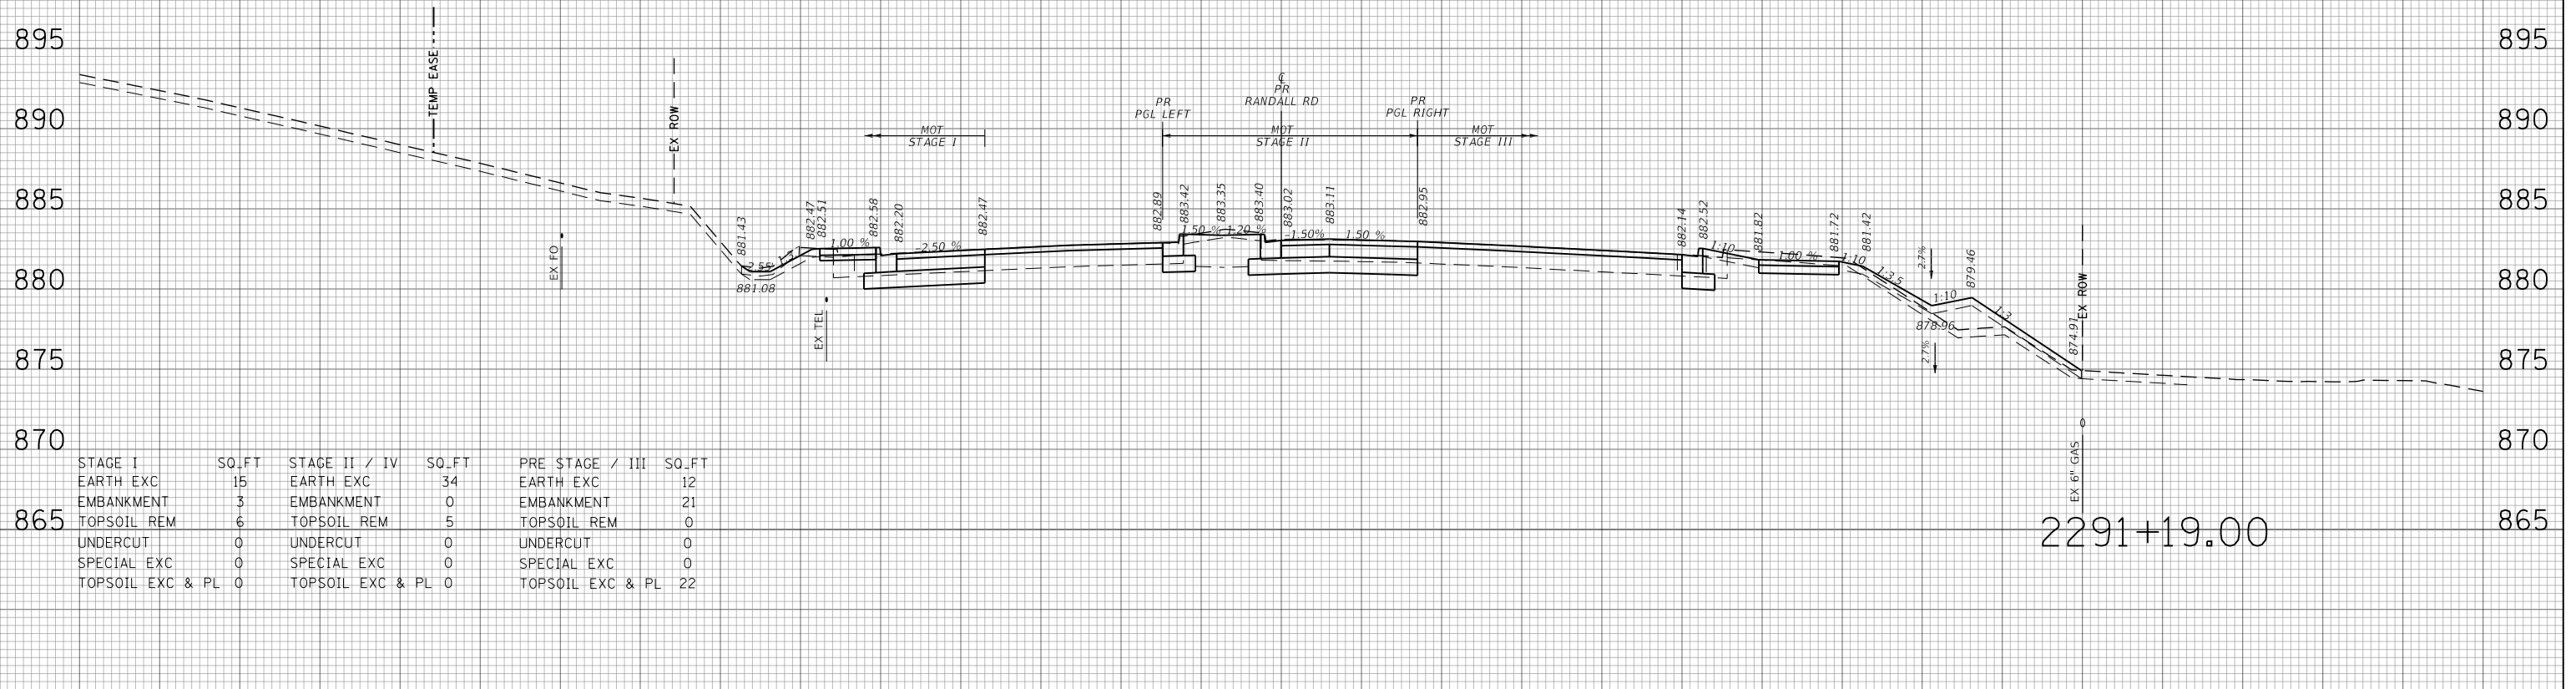 895 895
890 890
885 885
880 880
875 875
870 870
865 865
TEMP EASE
EX ROW
EX FO
EX TEL
MOT
STAGE I
PR
PGL LEFT
℄
PR
RANDALL RD
MOT
STAGE II
PR
PGL RIGHT
MOT
STAGE III
881.43
881.08
882.47
882.51
882.58
882.20
882.47
882.89
883.42
883.35
883.40
883.02
883.11
882.95
882.14
882.52
881.82
881.72
881.42
879.46
878.96
874.91
1.00 %
-2.50 %
1.50 %
1.20 %
-1.50%
1.50 %
1:10
1.00 %
1:10
1:3.5
1:10
1:3
2.7%
2.7%
EX ROW
EX 6" GAS
STAGE I SQ_FT
EARTH EXC 15
EMBANKMENT 3
TOPSOIL REM 6
UNDERCUT 0
SPECIAL EXC 0
TOPSOIL EXC & PL 0
STAGE II / IV SQ_FT
EARTH EXC 34
EMBANKMENT 0
TOPSOIL REM 5
UNDERCUT 0
SPECIAL EXC 0
TOPSOIL EXC & PL 0
PRE STAGE / III SQ_FT
EARTH EXC 12
EMBANKMENT 21
TOPSOIL REM 0
UNDERCUT 0
SPECIAL EXC 0
TOPSOIL EXC & PL 22
2291+19.00